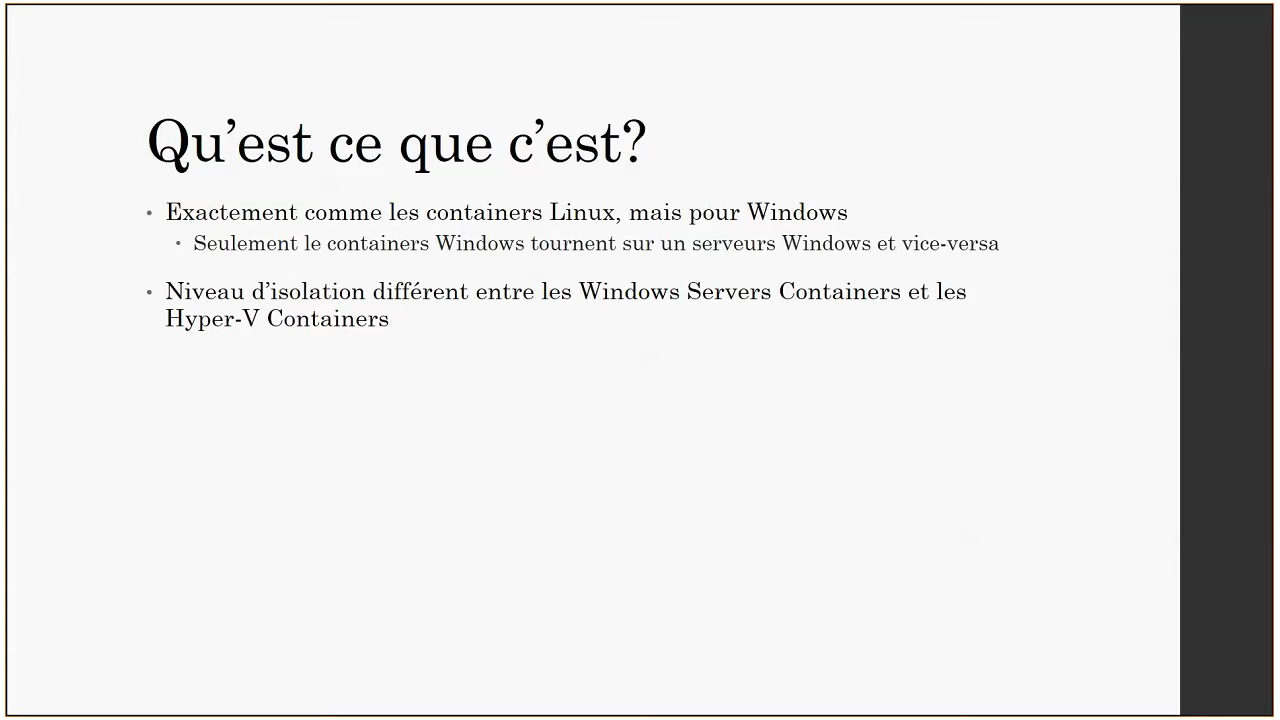 Qu’est ce que c’est?
• Exactement comme les containers Linux, mais pour Windows
• Seulement le containers Windows tournent sur un serveurs Windows et vice-versa
• Niveau d’isolation différent entre les Windows Servers Containers et les
Hyper-V Containers